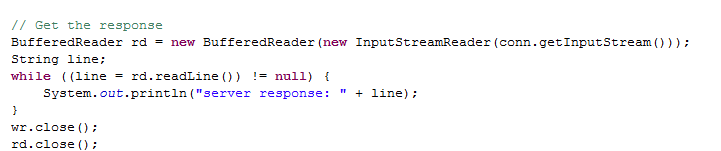 // Get the response
BufferedReader rd = new BufferedReader(new InputStreamReader(conn.getInputStream()));
String line;
while ((line = rd.readLine()) != null) {
    System.out.println("server response: " + line);
}
wr.close();
rd.close();